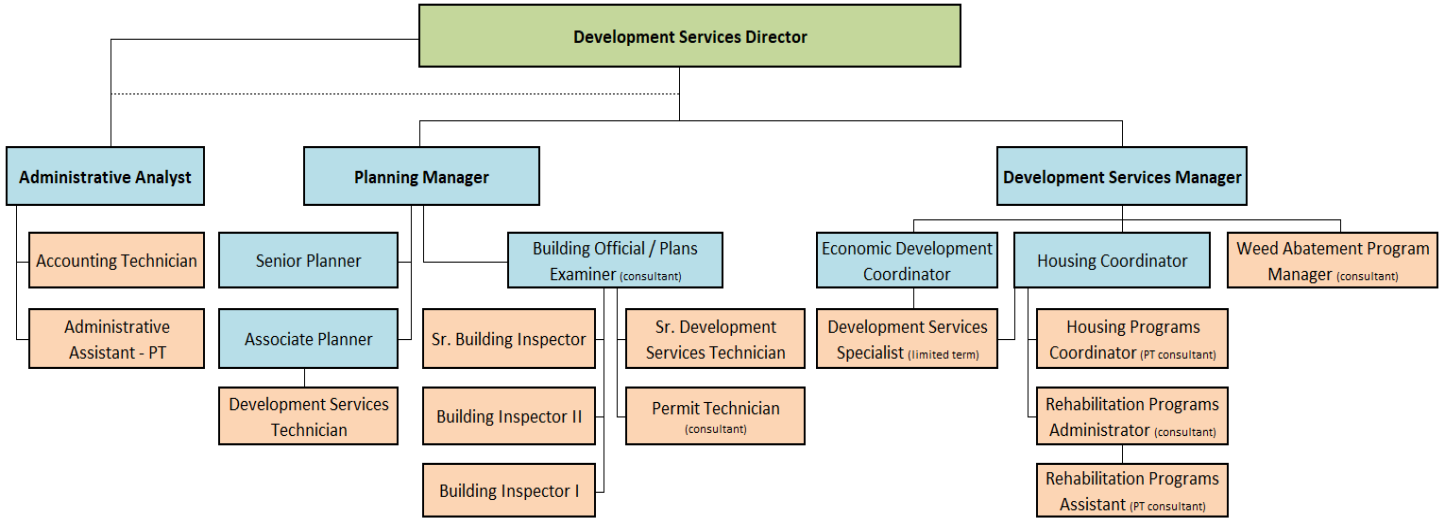 Development Services Director
Administrative Analyst
Planning Manager
Development Services Manager
Accounting Technician
Administrative
Assistant - PT
Senior Planner
Associate Planner
Development Services
Technician
Building Official / Plans
Examiner (consultant)
Sr. Building Inspector
Building Inspector II
Building Inspector I
Sr. Development
Services Technician
Permit Technician
(consultant)
Economic Development
Coordinator
Development Services
Specialist (limited term)
Housing Coordinator
Housing Programs
Coordinator (PT consultant)
Rehabilitation Programs
Administrator (consultant)
Rehabilitation Programs
Assistant (PT consultant)
Weed Abatement Program
Manager (consultant)